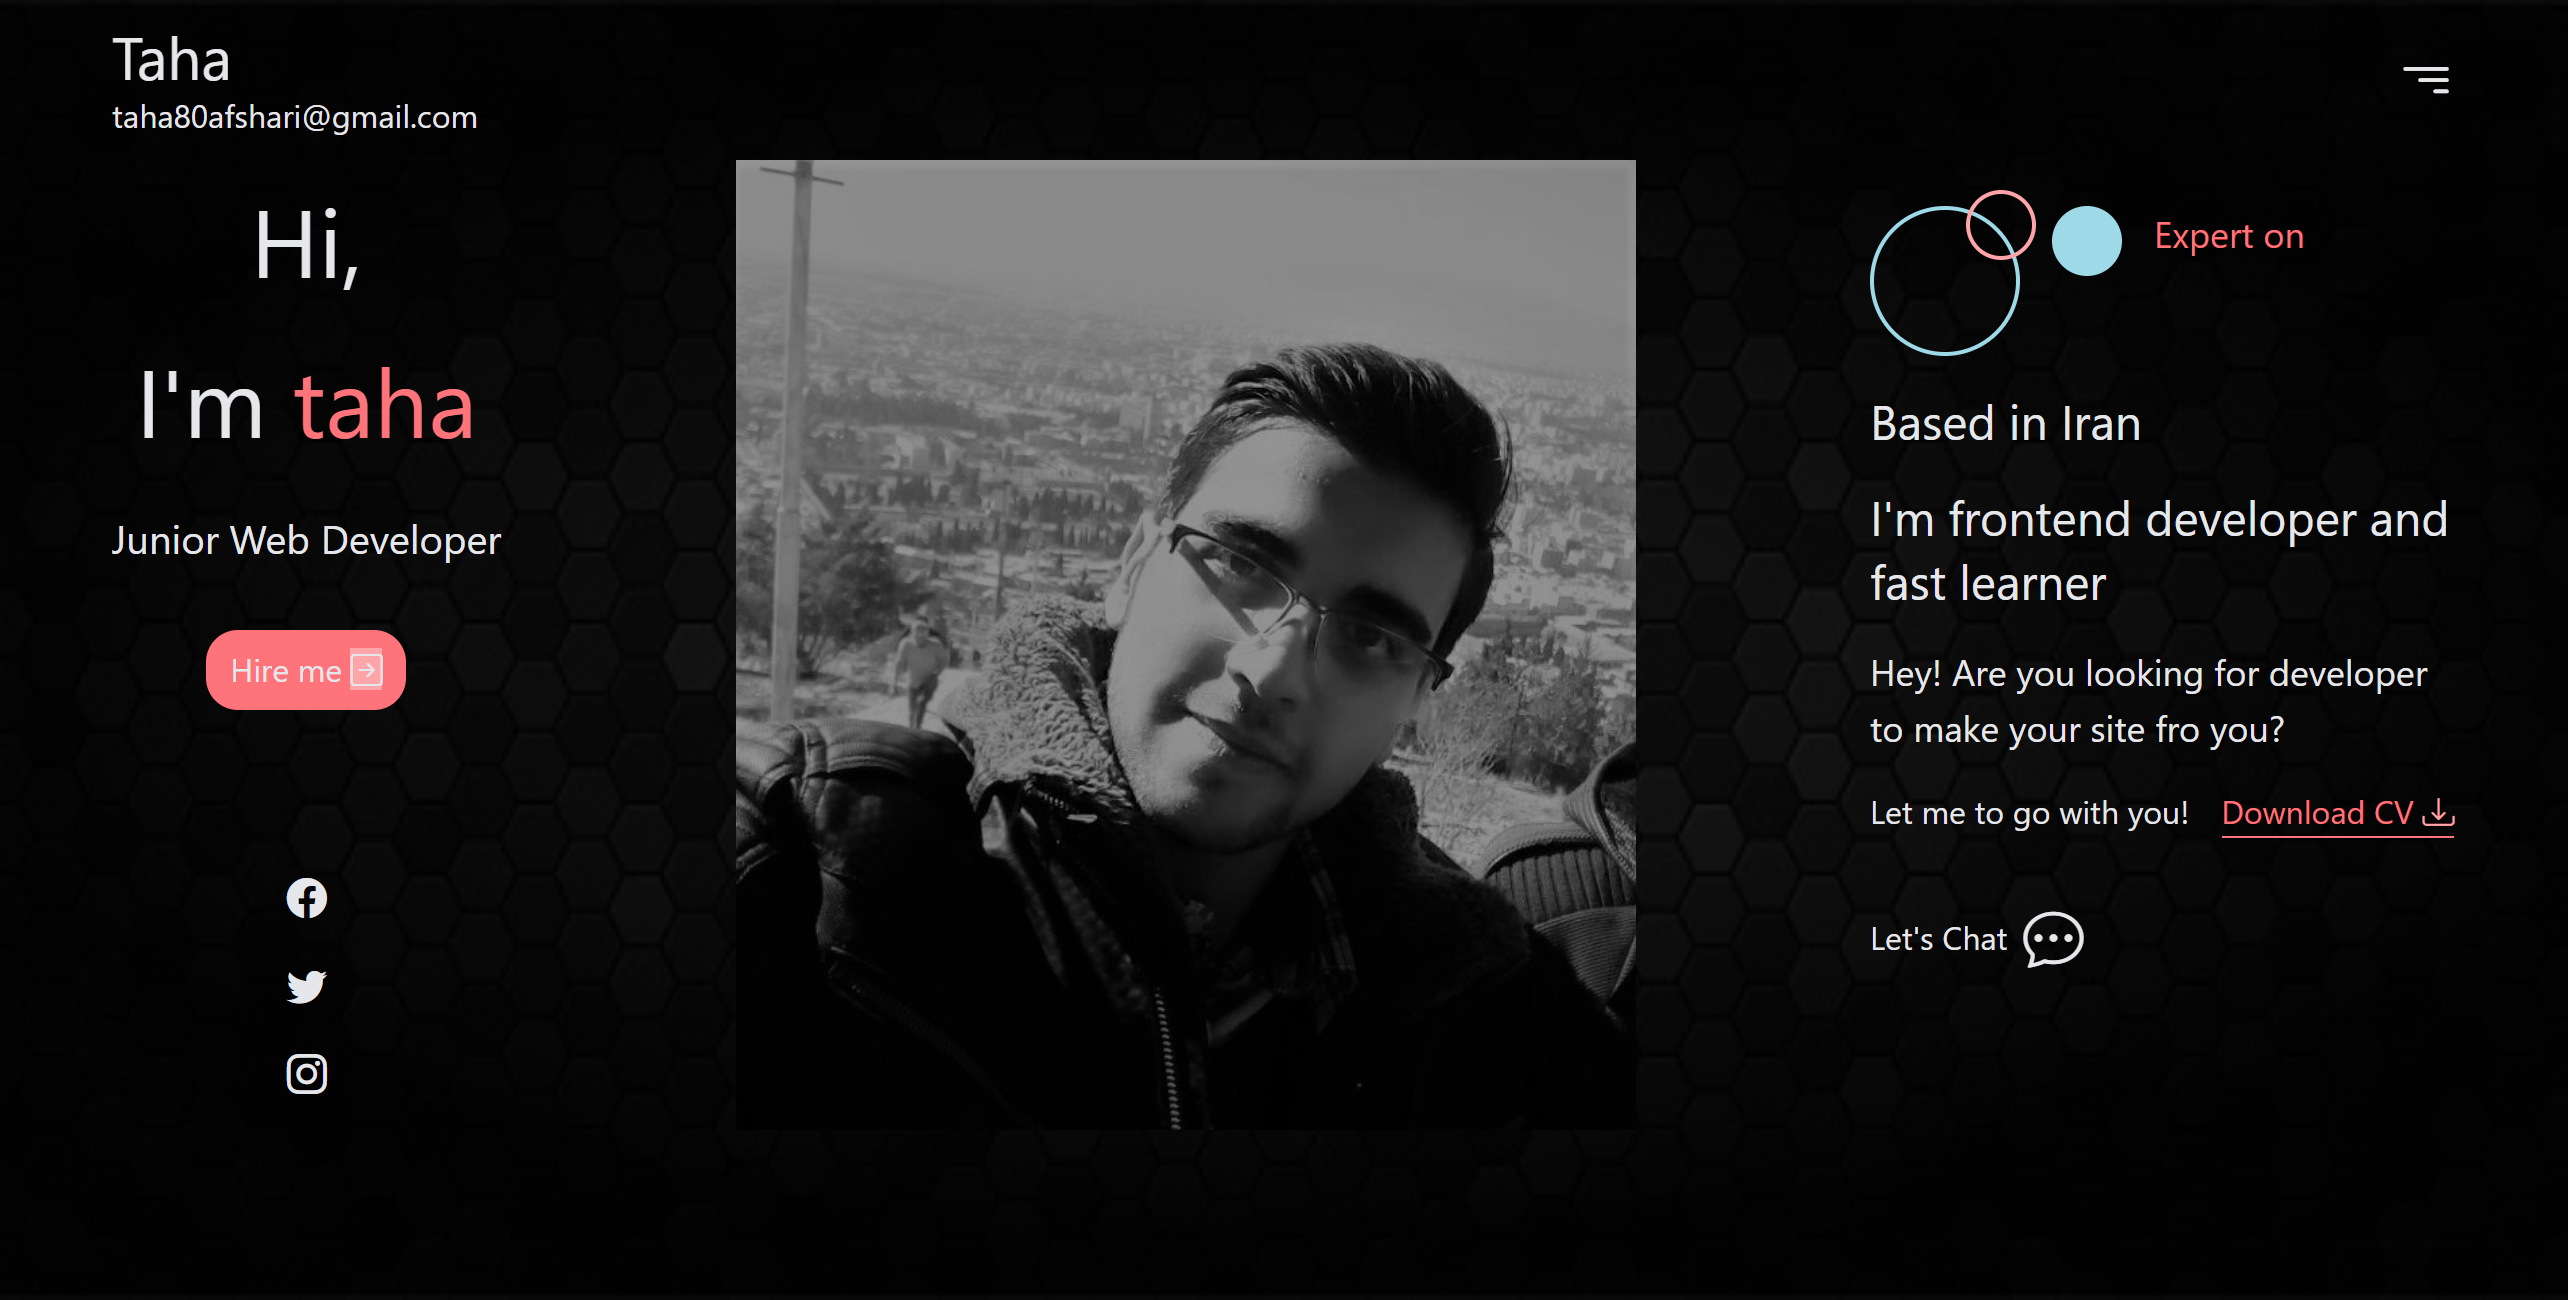 Taha
taha80afshari@gmail.com
Hi,
I'm taha
Junior Web Developer
Hire me
Expert on
Based in Iran
I'm frontend developer and
fast learner
Hey! Are you looking for developer
to make your site fro you?
Let me to go with you! Download CV
Let's Chat